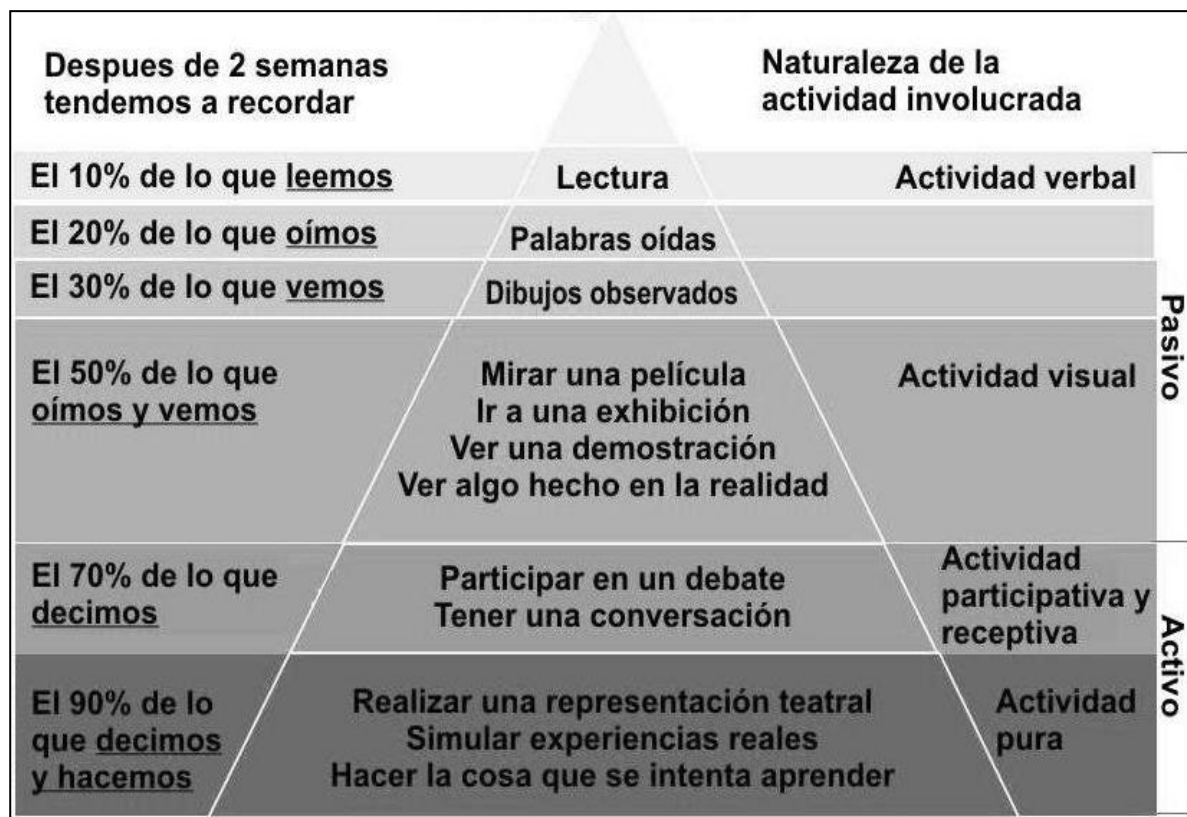 Despues de 2 semanas
tendemos a recordar
Naturaleza de la
actividad involucrada
El 10% de lo que leemos
Lectura
Actividad verbal
El 20% de lo que oímos
Palabras oídas
El 30% de lo que vemos
Dibujos observados
El 50% de lo que
oímos y vemos
Mirar una película
Ir a una exhibición
Ver una demostración
Ver algo hecho en la realidad
Actividad visual
Pasivo
El 70% de lo que
decimos
Participar en un debate
Tener una conversación
Actividad
participativa y
receptiva
El 90% de lo
que decimos
y hacemos
Realizar una representación teatral
Simular experiencias reales
Hacer la cosa que se intenta aprender
Actividad
pura
Activo